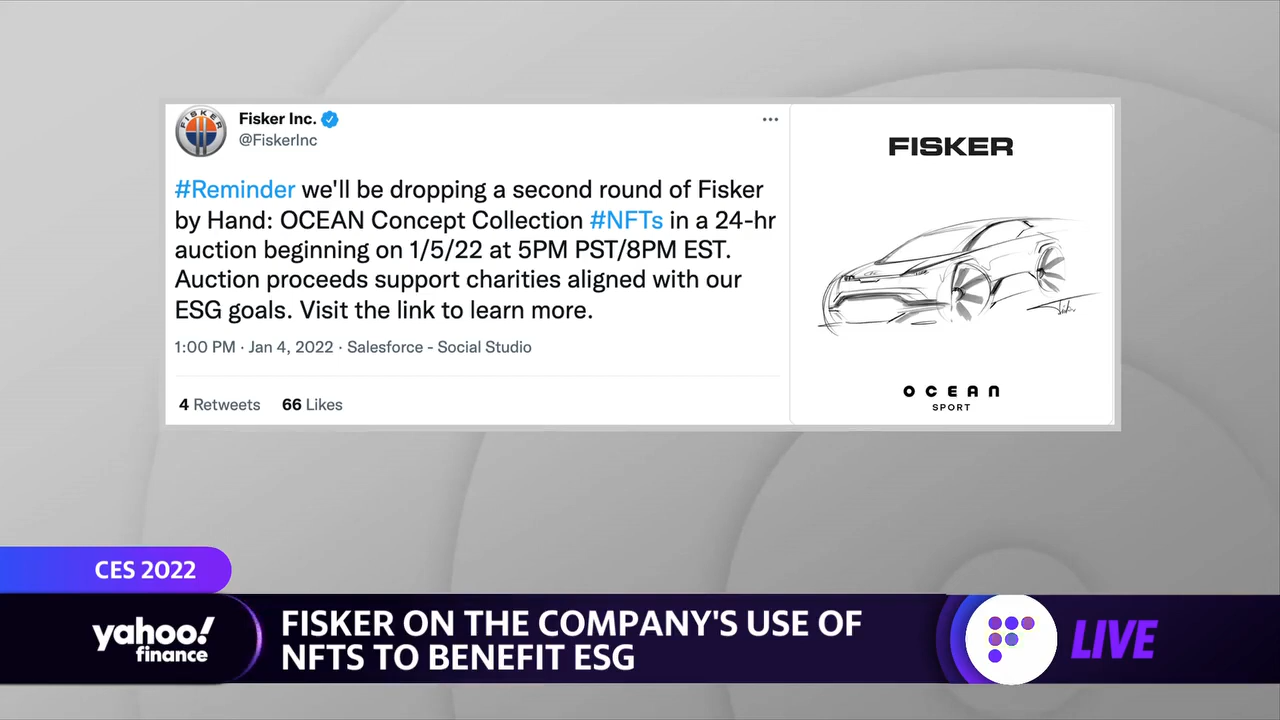 FISKER
Fisker Inc.
@FiskerInc
#Reminder we'll be dropping a second round of Fisker
by Hand: OCEAN Concept Collection #NFTs in a 24-hr
auction beginning on 1/5/22 at 5PM PST/8PM EST.
Auction proceeds support charities aligned with our
ESG goals. Visit the link to learn more.
1:00 PM · Jan 4, 2022 · Salesforce - Social Studio
4 Retweets 66 Likes
FISKER
OCEAN
SPORT
CES 2022
yahoo!
finance
FISKER ON THE COMPANY'S USE OF
NFTS TO BENEFIT ESG
LIVE